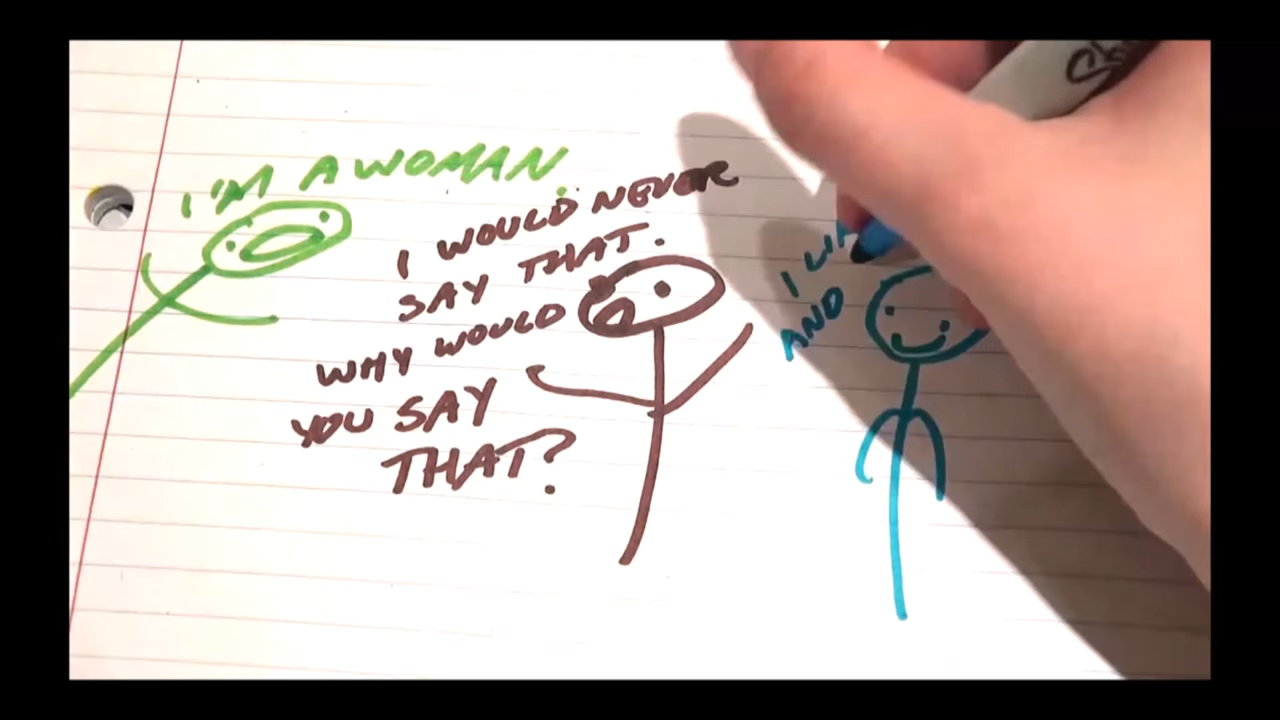 I'M A WOMAN.
I WOULD NEVER
SAY THAT.
WHY WOULD
YOU SAY
THAT?
I
AND